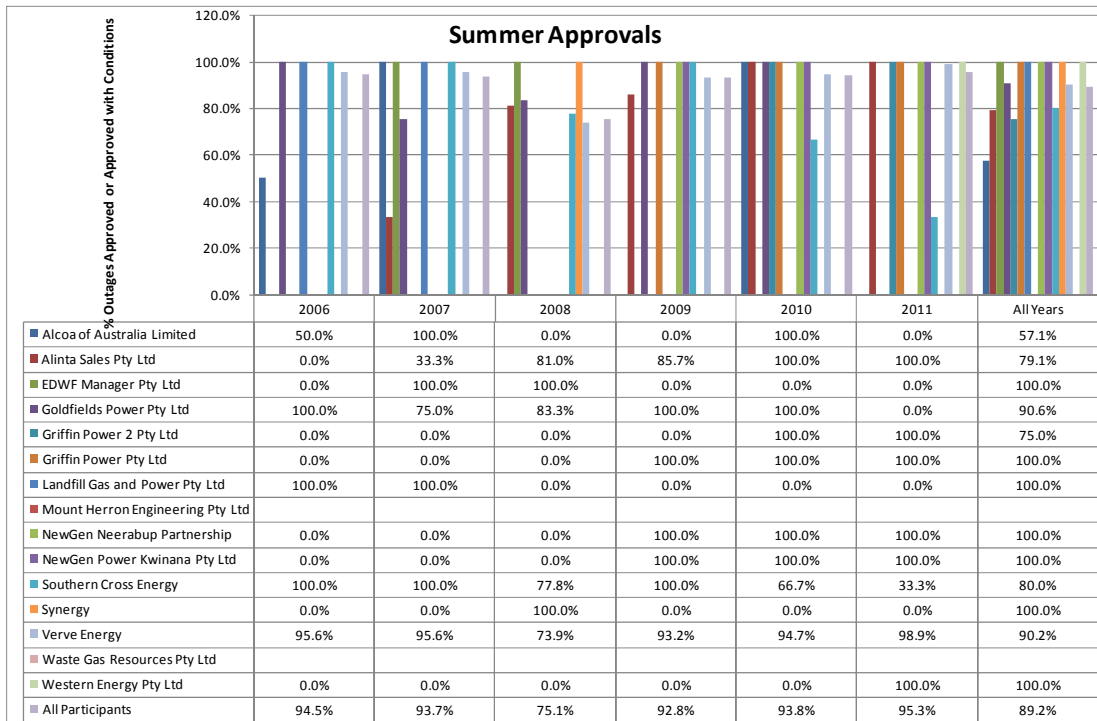 Summer Approvals
% Outages Approved or Approved with Conditions
120.0%
100.0%
80.0%
60.0%
40.0%
20.0%
0.0%
2006 2007 2008 2009 2010 2011 All Years
Alcoa of Australia Limited 50.0% 100.0% 0.0% 0.0% 100.0% 0.0% 57.1%
Alinta Sales Pty Ltd 0.0% 33.3% 81.0% 85.7% 100.0% 100.0% 79.1%
EDWF Manager Pty Ltd 0.0% 100.0% 100.0% 0.0% 0.0% 0.0% 100.0%
Goldfields Power Pty Ltd 100.0% 75.0% 83.3% 100.0% 100.0% 0.0% 90.6%
Griffin Power 2 Pty Ltd 0.0% 0.0% 0.0% 0.0% 100.0% 100.0% 75.0%
Griffin Power Pty Ltd 0.0% 0.0% 0.0% 100.0% 100.0% 100.0% 100.0%
Landfill Gas and Power Pty Ltd 100.0% 100.0% 0.0% 0.0% 0.0% 0.0% 100.0%
Mount Herron Engineering Pty Ltd
NewGen Neerabup Partnership 0.0% 0.0% 0.0% 100.0% 100.0% 100.0% 100.0%
NewGen Power Kwinana Pty Ltd 0.0% 0.0% 0.0% 100.0% 100.0% 100.0% 100.0%
Southern Cross Energy 100.0% 100.0% 77.8% 100.0% 66.7% 33.3% 80.0%
Synergy 0.0% 0.0% 100.0% 0.0% 0.0% 0.0% 100.0%
Verve Energy 95.6% 95.6% 73.9% 93.2% 94.7% 98.9% 90.2%
Waste Gas Resources Pty Ltd
Western Energy Pty Ltd 0.0% 0.0% 0.0% 0.0% 0.0% 100.0% 100.0%
All Participants 94.5% 93.7% 75.1% 92.8% 93.8% 95.3% 89.2%